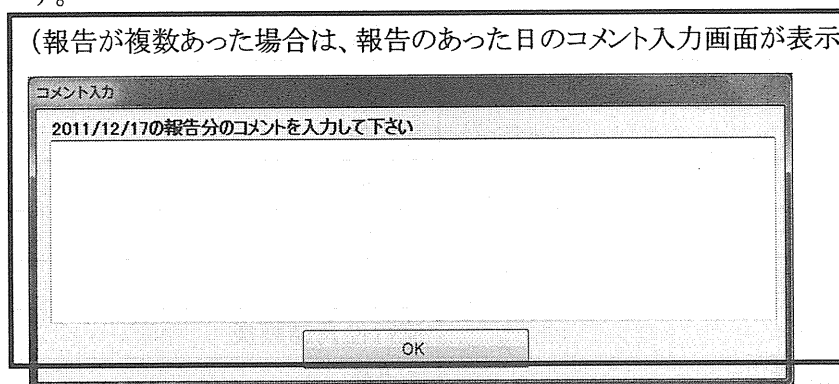 す。
(報告が複数あった場合は、報告のあった日のコメント入力画面が表示
コメント入力
2011/12/17の報告分のコメントを入力して下さい
OK